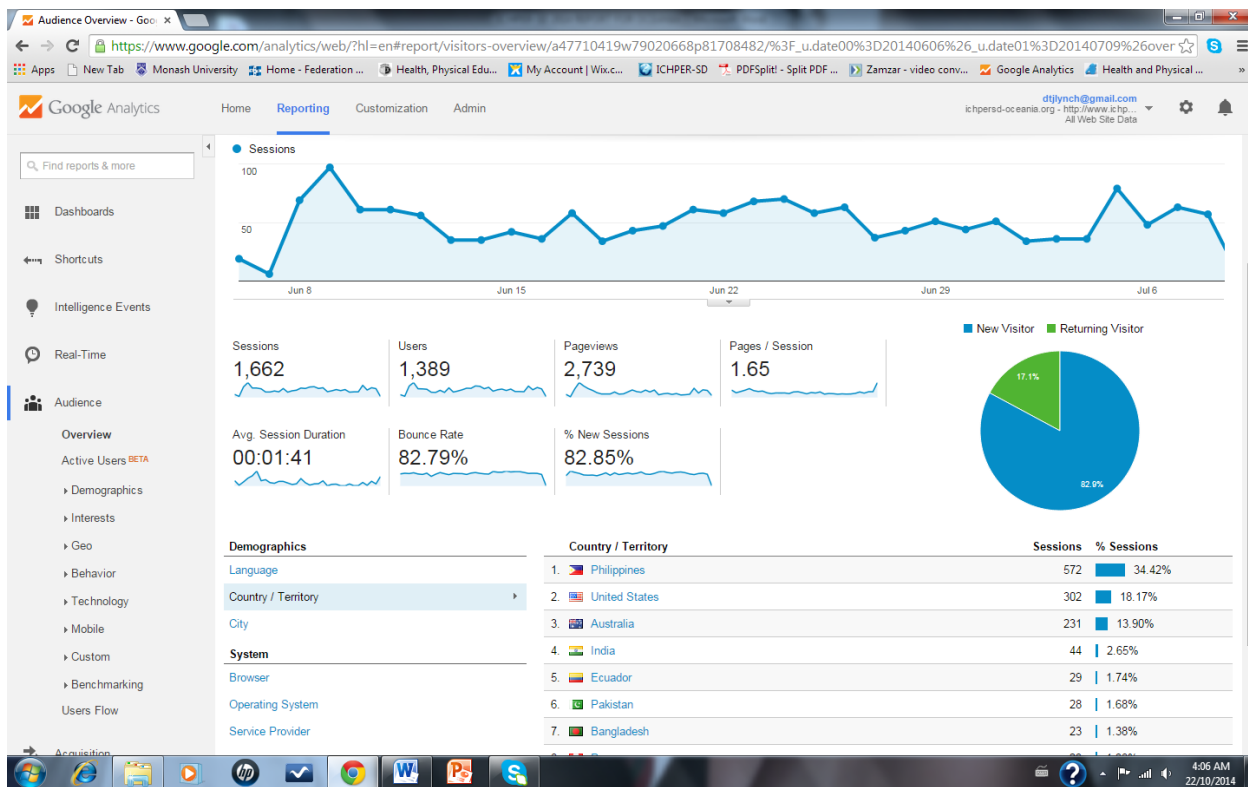 Audience Overview - Goo
https://www.google.com/analytics/web/?hl=en#report/visitors-overview/a47710419w79020668p81708482/%3F_u.date00%3D20140606%26_u.date01%3D20140709%26over
Apps New Tab Monash University Home - Federation ... Health, Physical Edu... My Account | Wix.c... ICHPER-SD PDFSplit! - Split PDF ... Zamzar - video conv... Google Analytics Health and Physical ... »
Google Analytics Home Reporting Customization Admin
dtjlynch@gmail.com
ichpersd-oceania.org - http://www.ichp...
All Web Site Data
Find reports & more
Dashboards
Shortcuts
Intelligence Events
Real-Time
Audience
Overview
Active Users BETA
Demographics
Interests
Geo
Behavior
Technology
Mobile
Custom
Benchmarking
Users Flow
Acquisition
Sessions
100
50
Jun 8 Jun 15 Jun 22 Jun 29 Jul 6
New Visitor Returning Visitor
17.1%
82.9%
Sessions
1,662
Users
1,389
Pageviews
2,739
Pages / Session
1.65
Avg. Session Duration
00:01:41
Bounce Rate
82.79%
% New Sessions
82.85%
Demographics
Language
Country / Territory
City
System
Browser
Operating System
Service Provider
Country / Territory Sessions % Sessions
1. Philippines 572 34.42%
2. United States 302 18.17%
3. Australia 231 13.90%
4. India 44 2.65%
5. Ecuador 29 1.74%
6. Pakistan 28 1.68%
7. Bangladesh 23 1.38%
4:06 AM
22/10/2014